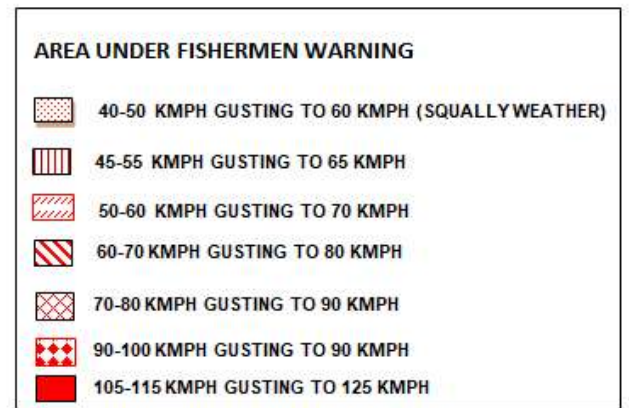 AREA UNDER FISHERMEN WARNING
40-50 KMPH GUSTING TO 60 KMPH (SQUALLY WEATHER)
45-55 KMPH GUSTING TO 65 KMPH
50-60 KMPH GUSTING TO 70 KMPH
60-70 KMPH GUSTING TO 80 KMPH
70-80 KMPH GUSTING TO 90 KMPH
90-100 KMPH GUSTING TO 90 KMPH
105-115 KMPH GUSTING TO 125 KMPH